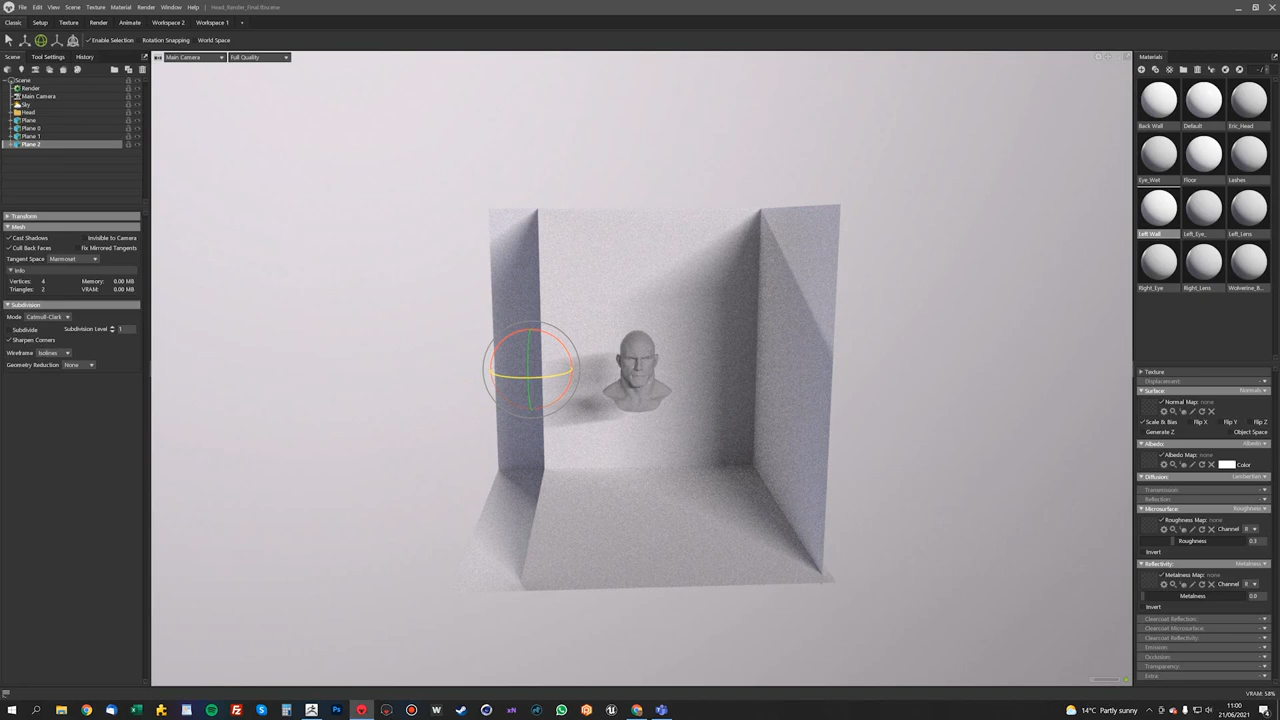 File Edit View Scene Texture Material Render Window Help Head_Render_Final.tbscene
Classic Setup Texture Render Animate Workspace 2 Workspace 1 +
Enable Selection Rotation Snapping World Space
Scene Tool Settings History
Main Camera Full Quality
Materials
Scene
Render
Main Camera
Sky
Head
Plane
Plane 0
Plane 1
Plane 2
Transform
Mesh
Cast Shadows Invisible to Camera
Cull Back Faces Fix Mirrored Tangents
Tangent Space Marmoset
Info
Vertices: 4 Memory: 0.00 MB
Triangles: 2 VRAM: 0.00 MB
Subdivision
Mode Catmull-Clark
Subdivide Subdivision Level 1
Sharpen Corners
Wireframe Isolines
Geometry Reduction None
Back Wall Default Eric_Head
Eye_Wet Floor Lashes
Left Wall Left_Eye_ Left_Lens
Right_Eye Right_Lens Wolverine_B...
Texture
Displacement:
Surface: Normals
Normal Map: none
Scale & Bias Flip X Flip Y Flip Z
Generate Z Object Space
Albedo: Albedo
Albedo Map: none
Color
Diffusion: Lambertian
Transmission:
Reflection:
Microsurface: Roughness
Roughness Map: none
Channel R
Roughness 0.3
Invert
Reflectivity: Metalness
Metalness Map: none
Channel R
Metalness 0.0
Invert
Clearcoat Reflection:
Clearcoat Microsurface:
Clearcoat Reflectivity:
Emission:
Occlusion:
Transparency:
Extra:
VRAM: 58%
14°C Partly sunny
11:00
21/06/2021